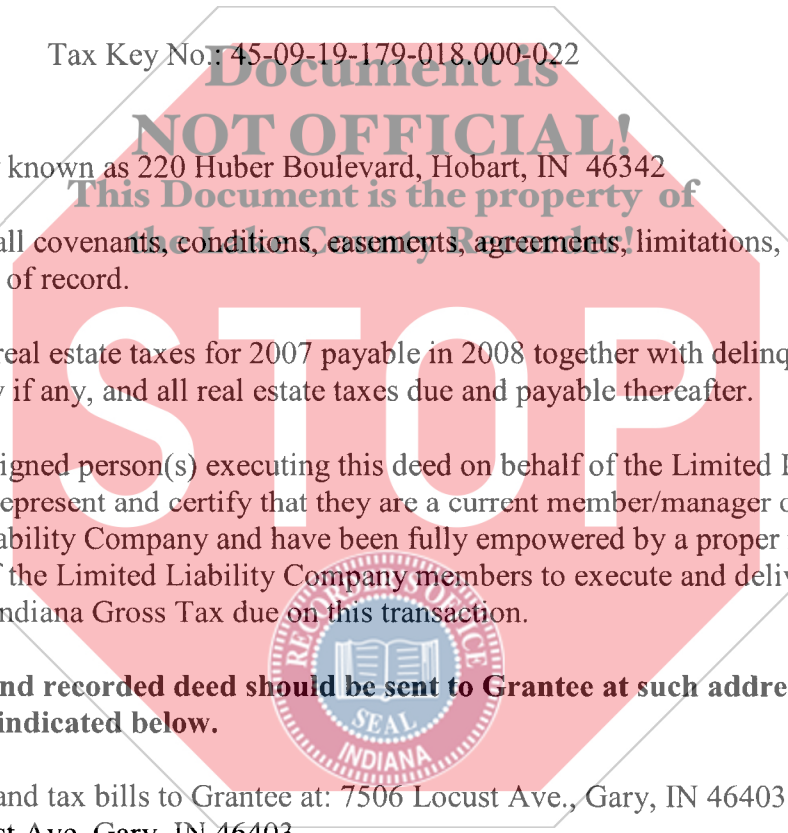 Tax Key No.: 45-09-19-179-018.000-022
Document is
NOT OFFICIAL!
known as 220 Huber Boulevard, Hobart, IN 46342
This Document is the property of
all covenants, conditions, easements, agreements, limitations,
the Lake County Recorder!
of record.
STOP
real estate taxes for 2007 payable in 2008 together with delinq
if any, and all real estate taxes due and payable thereafter.
igned person(s) executing this deed on behalf of the Limited
epresent and certify that they are a current member/manager o
ability Company and have been fully empowered by a proper
f the Limited Liability Company members to execute and deliv
ndiana Gross Tax due on this transaction.
RECORDER'S OFFICE
nd recorded deed should be sent to Grantee at such addre
indicated below.
SEAL
INDIANA
and tax bills to Grantee at: 7506 Locust Ave., Gary, IN 46403
st Ave, Gary, IN 46403